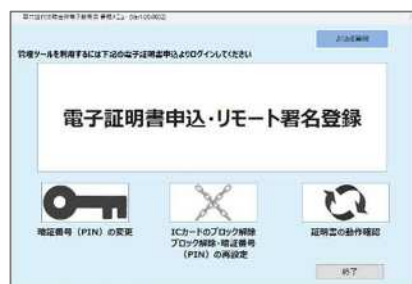 管理ツールを利用するには下記の電子証明書申込よりログインしてください
電子証明書申込・リモート署名登録
暗証番号（PIN）の変更
ICカードのブロック解除
ブロック解除・暗証番号
（PIN）の再設定
証明書の動作確認
終了